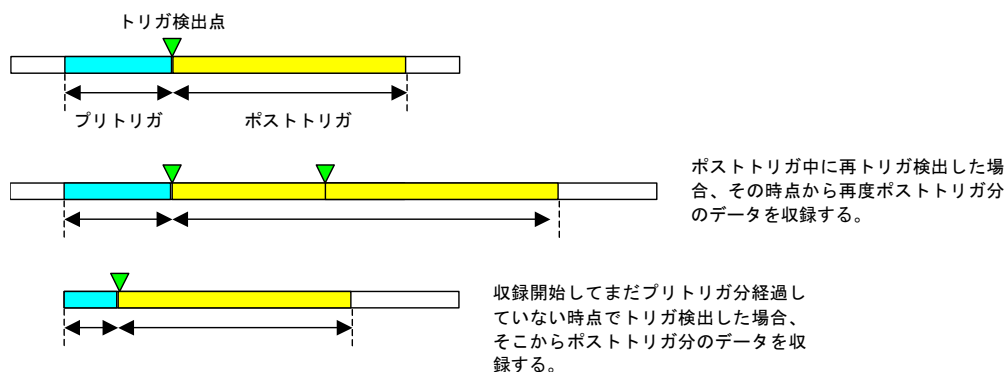 トリガ検出点
プリトリガ
ポストトリガ
ポストトリガ中に再トリガ検出した場
合、その時点から再度ポストトリガ分
のデータを収録する。
収録開始してまだプリトリガ分経過し
ていない時点でトリガ検出した場合、
そこからポストトリガ分のデータを収
録する。